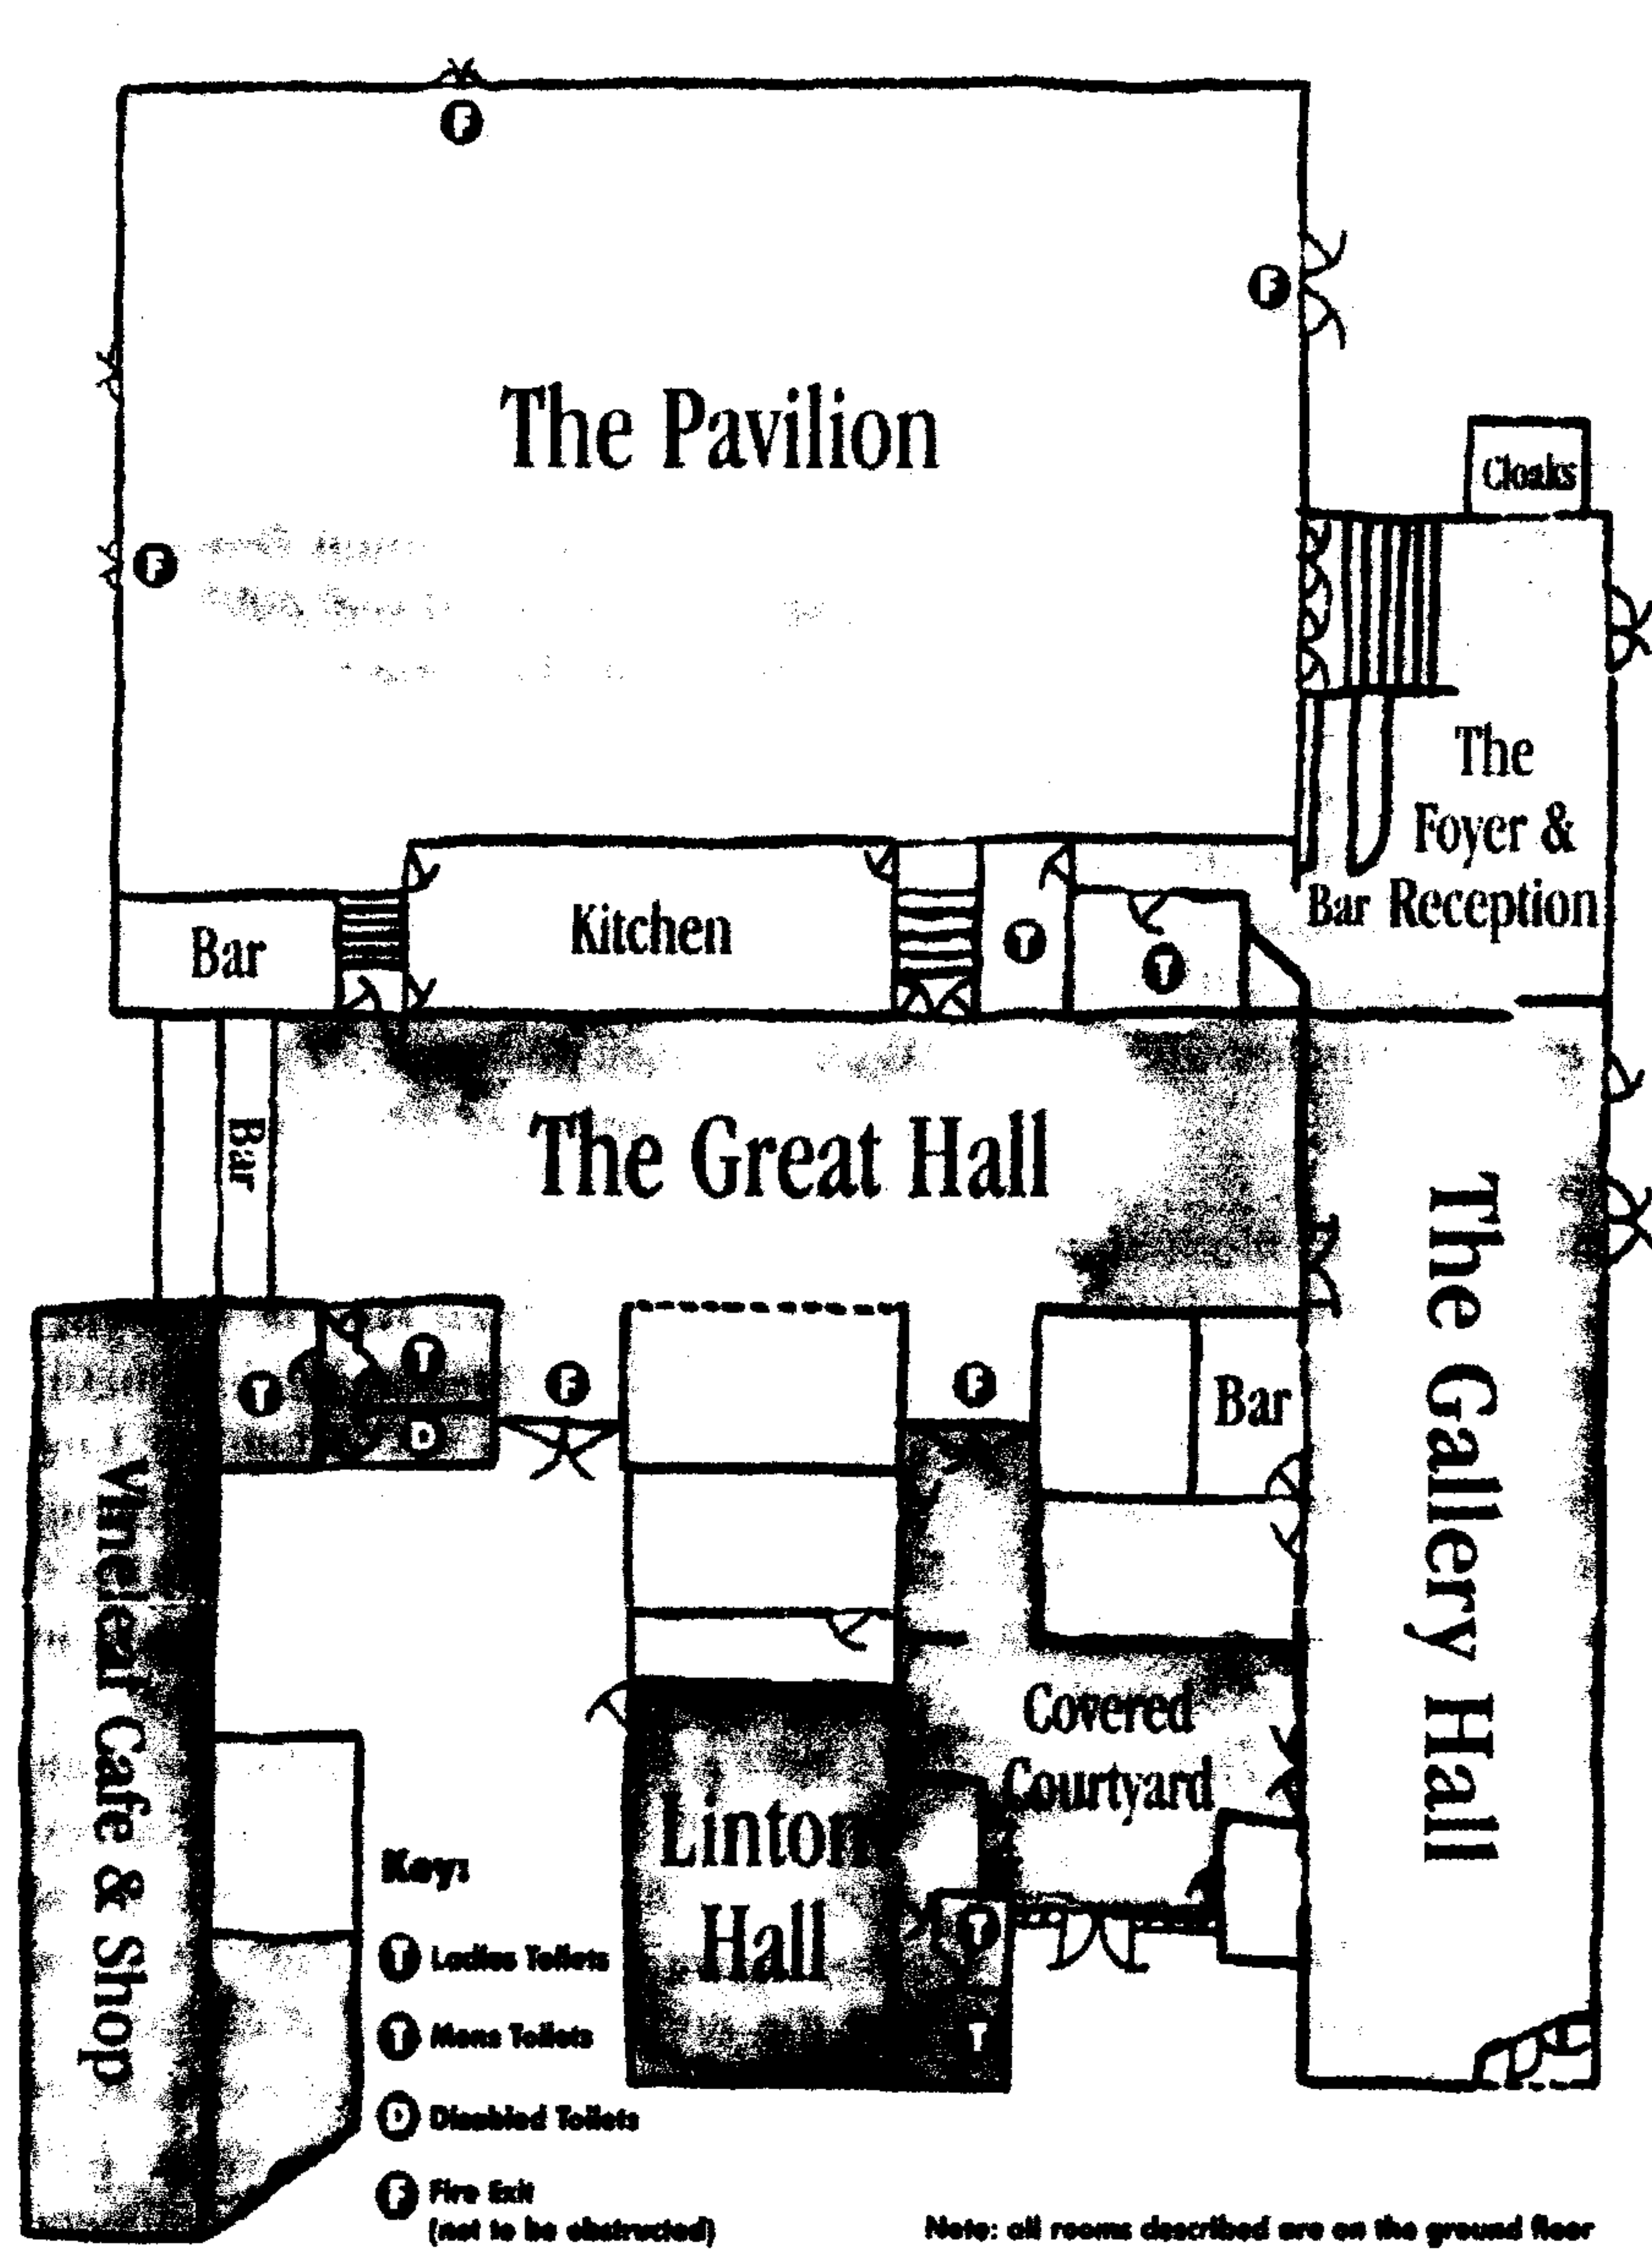 F
F
The Pavilion
Cloaks
F
The
Foyer &
Bar Reception
Bar
Kitchen
T
T
Bar
The Great Hall
The Gallery Hall
T
T
D
F
F
Bar
Vineleaf Cafe & Shop
Covered
Courtyard
Linton
Hall
T
T
Key:
T Ladies Toilets
T Mens Toilets
D Disabled Toilets
F Fire Exit
(not to be obstructed)
Note: all rooms described are on the ground floor